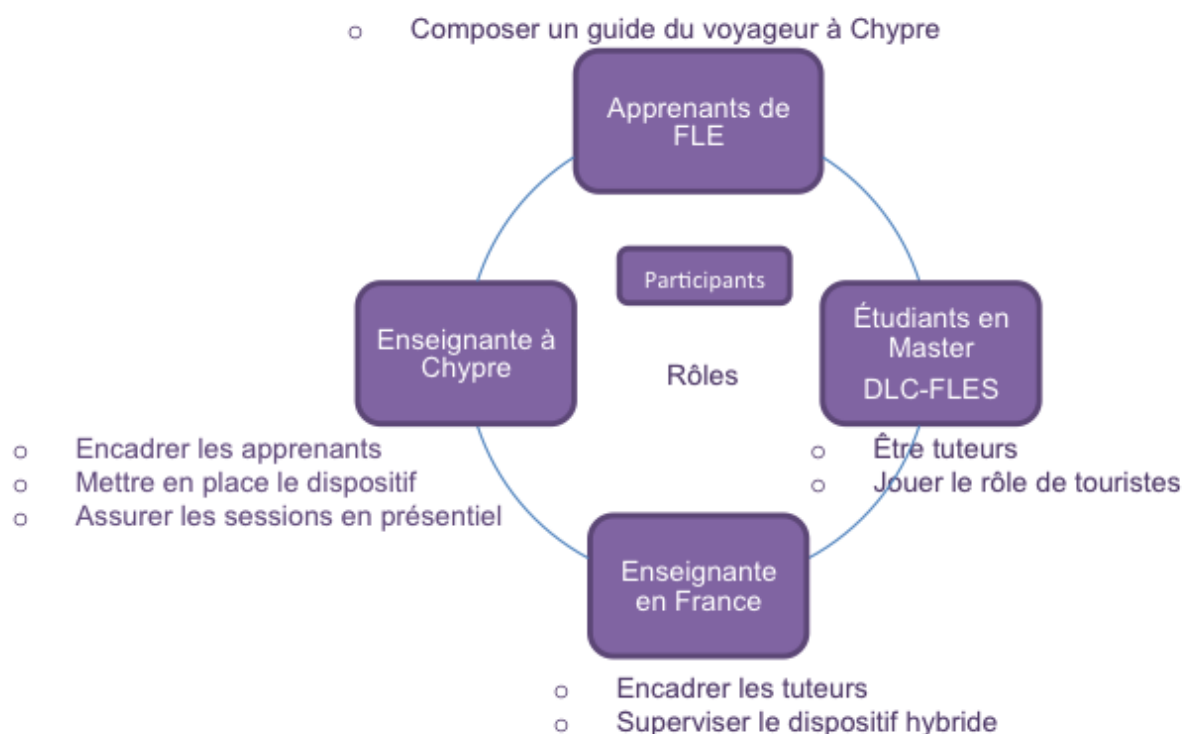 o Composer un guide du voyageur à Chypre
Apprenants de
FLE
Participants
Rôles
Enseignante à
Chypre
Étudiants en
Master
DLC-FLES
o Encadrer les apprenants
o Mettre en place le dispositif
o Assurer les sessions en présentiel
o Être tuteurs
o Jouer le rôle de touristes
Enseignante
en France
o Encadrer les tuteurs
o Superviser le dispositif hybride